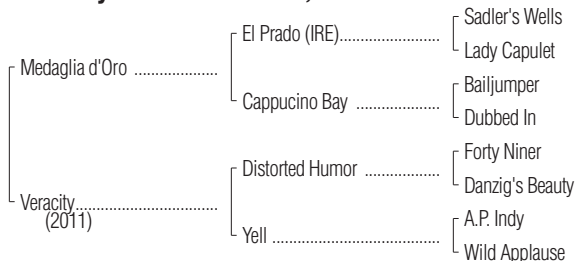 El Prado (IRE)..................
Sadler's Wells
Lady Capulet
Medaglia d'Oro ...................
Cappucino Bay ...................
Bailjumper
Dubbed In
Distorted Humor .................
Forty Niner
Danzig's Beauty
Veracity................................
(2011)
Yell ......................................
A.P. Indy
Wild Applause